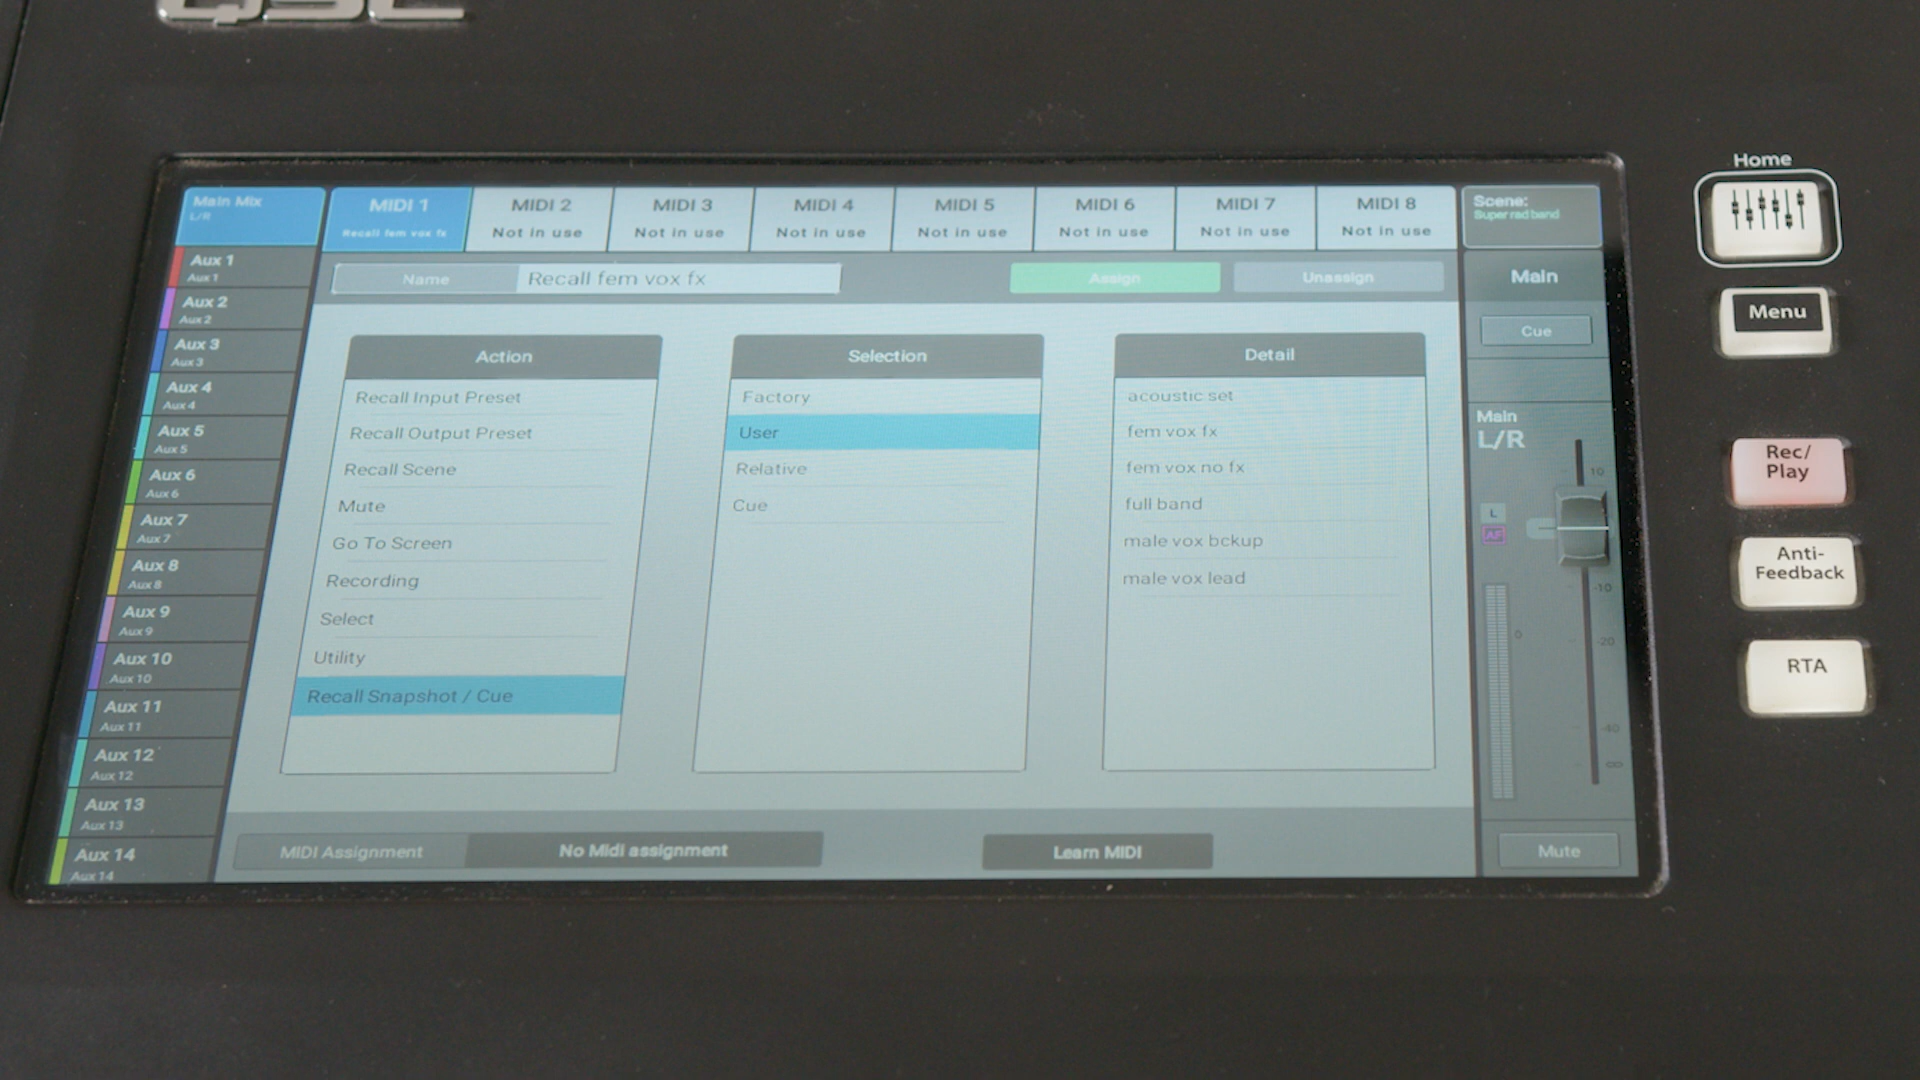 QSC
Home
Main Mix
L/R
MIDI 1
Recall fem vox fx
MIDI 2
Not in use
MIDI 3
Not in use
MIDI 4
Not in use
MIDI 5
Not in use
MIDI 6
Not in use
MIDI 7
Not in use
MIDI 8
Not in use
Scene:
Super rad band
Aux 1
Aux 1
Aux 2
Aux 2
Aux 3
Aux 3
Aux 4
Aux 4
Aux 5
Aux 5
Aux 6
Aux 6
Aux 7
Aux 7
Aux 8
Aux 8
Aux 9
Aux 9
Aux 10
Aux 10
Aux 11
Aux 11
Aux 12
Aux 12
Aux 13
Aux 13
Aux 14
Aux 14
Name Recall fem vox fx
Assign
Unassign
Action
Recall Input Preset
Recall Output Preset
Recall Scene
Mute
Go To Screen
Recording
Select
Utility
Recall Snapshot / Cue
Selection
Factory
User
Relative
Cue
Detail
acoustic set
fem vox fx
fem vox no fx
full band
male vox bckup
male vox lead
MIDI Assignment No Midi assignment
Learn MIDI
Main
Cue
Main
L/R
10
L
AF
-10
0
-20
-40
∞
Mute
Menu
Rec/
Play
Anti-
Feedback
RTA